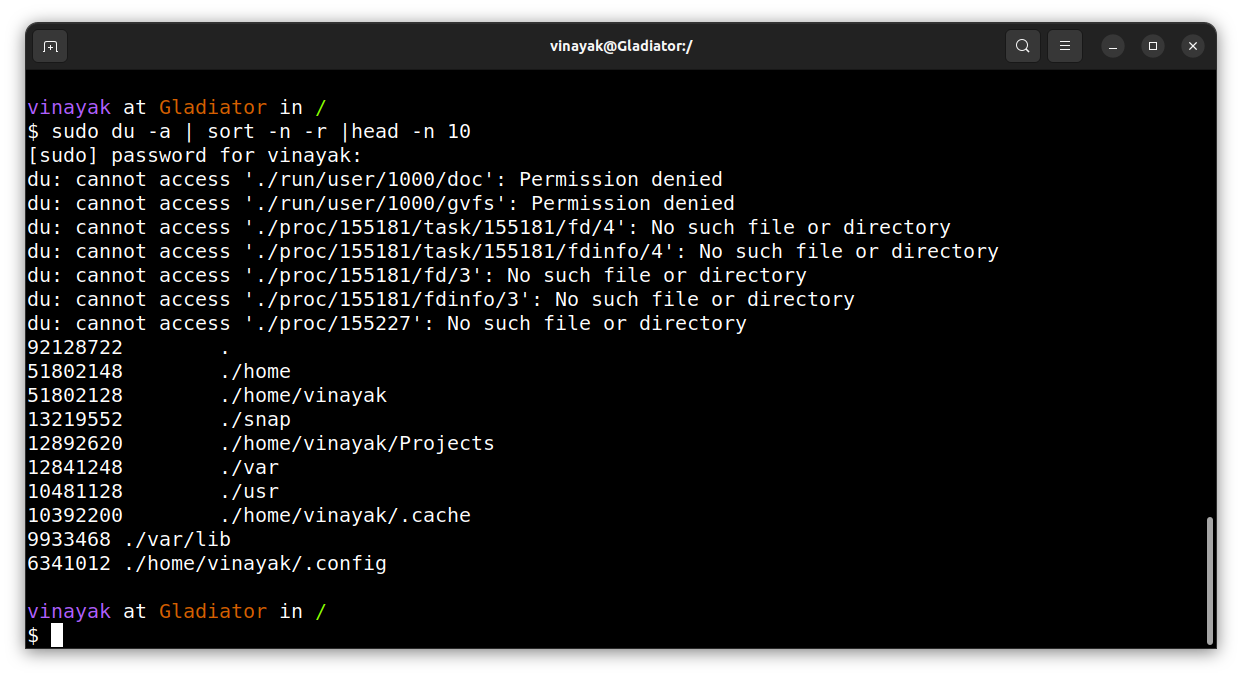 vinayak@Gladiator:/
vinayak at Gladiator in /
$ sudo du -a | sort -n -r |head -n 10
[sudo] password for vinayak:
du: cannot access './run/user/1000/doc': Permission denied
du: cannot access './run/user/1000/gvfs': Permission denied
du: cannot access './proc/155181/task/155181/fd/4': No such file or directory
du: cannot access './proc/155181/task/155181/fdinfo/4': No such file or directory
du: cannot access './proc/155181/fd/3': No such file or directory
du: cannot access './proc/155181/fdinfo/3': No such file or directory
du: cannot access './proc/155227': No such file or directory
92128722        .
51802148        ./home
51802128        ./home/vinayak
13219552        ./snap
12892620        ./home/vinayak/Projects
12841248        ./var
10481128        ./usr
10392200        ./home/vinayak/.cache
9933468 ./var/lib
6341012 ./home/vinayak/.config
vinayak at Gladiator in /
$